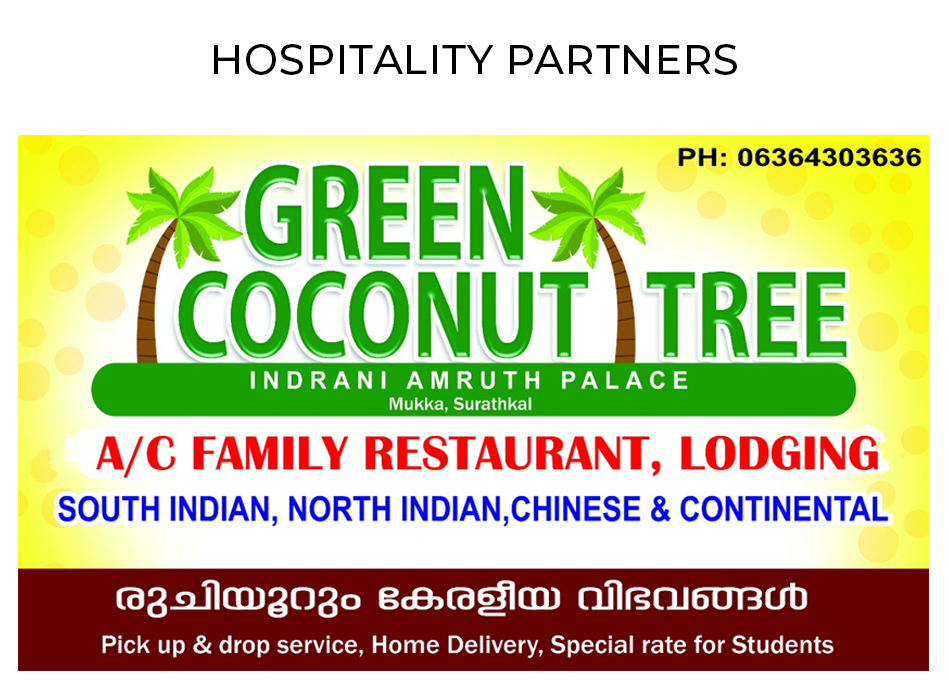 HOSPITALITY PARTNERS
PH: 06364303636
GREEN
COCONUT TREE
INDRANI AMRUTH PALACE
Mukka, Surathkal
A/C FAMILY RESTAURANT, LODGING
SOUTH INDIAN, NORTH INDIAN,CHINESE & CONTINENTAL
രുചിയൂറും കേരളീയ വിഭവങ്ങൾ
Pick up & drop service, Home Delivery, Special rate for Students